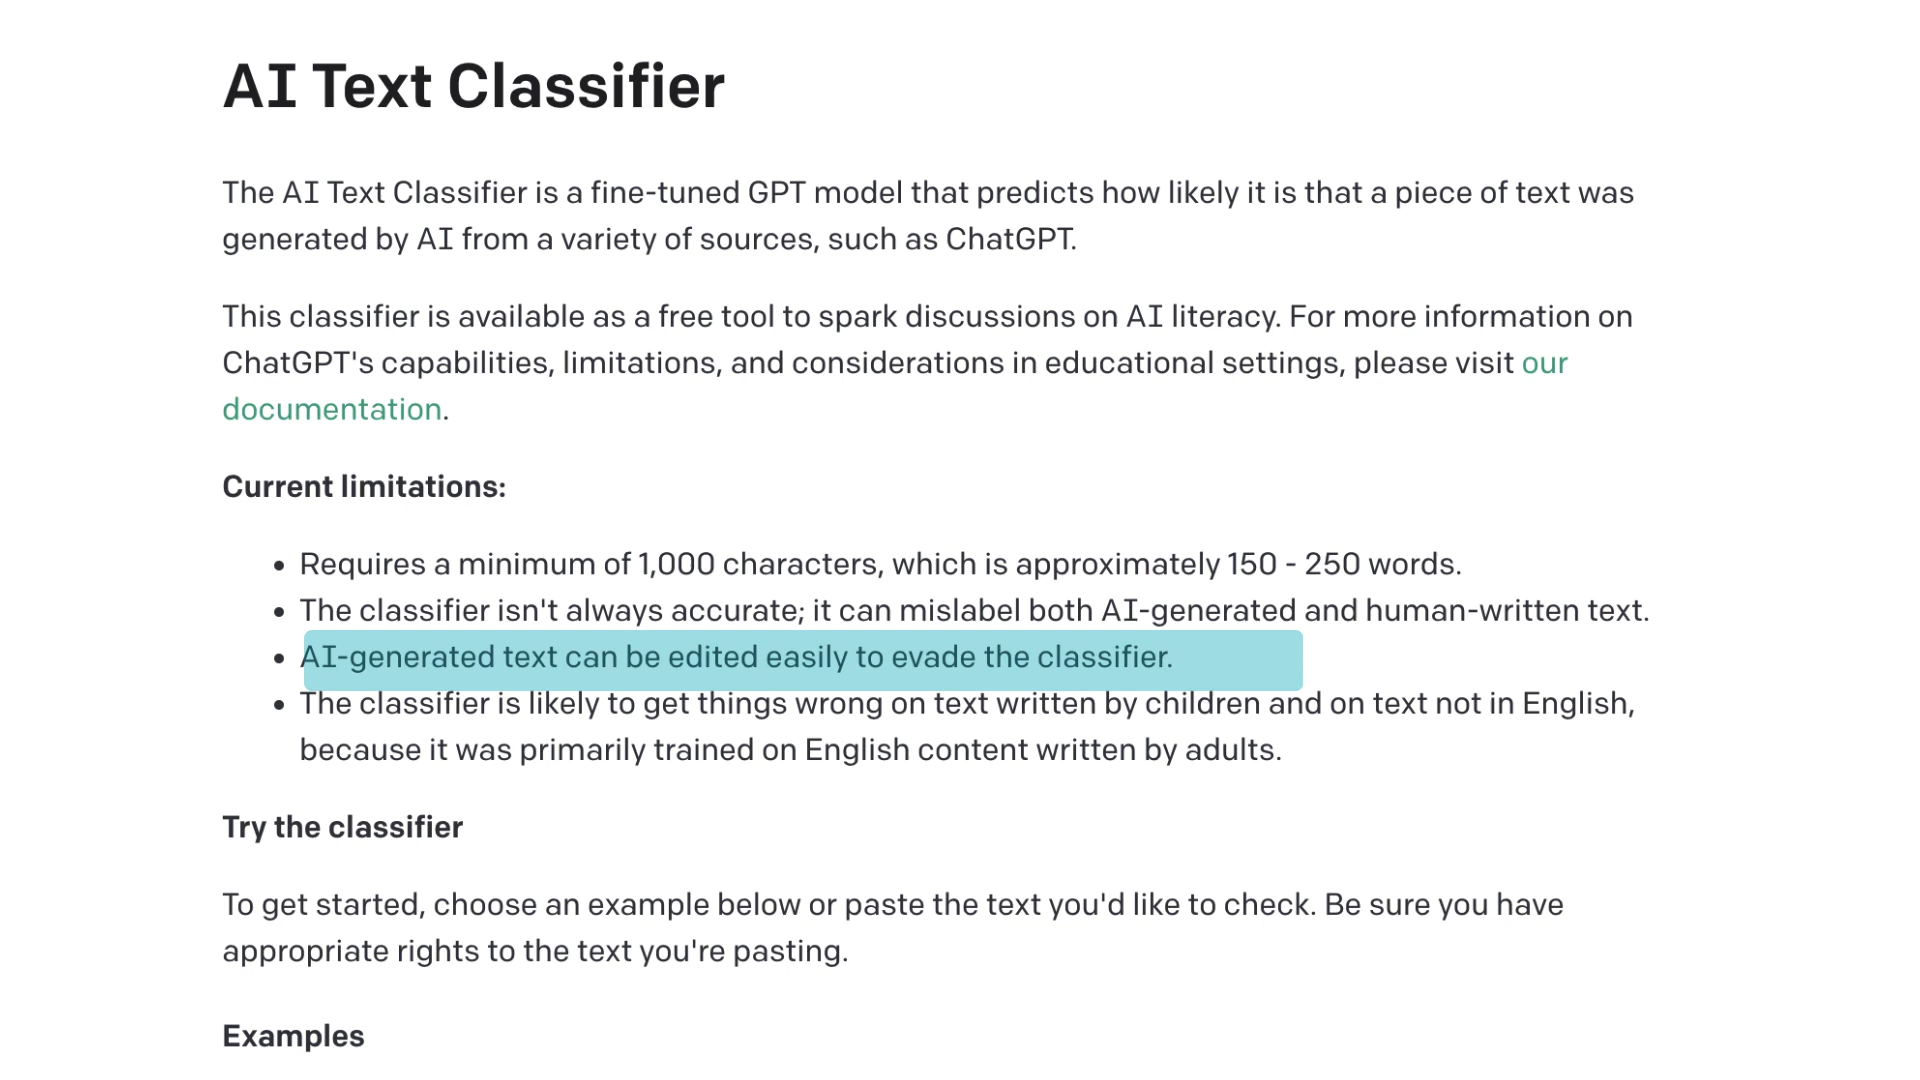 AI Text Classifier
The AI Text Classifier is a fine-tuned GPT model that predicts how likely it is that a piece of text was
generated by AI from a variety of sources, such as ChatGPT.
This classifier is available as a free tool to spark discussions on AI literacy. For more information on
ChatGPT's capabilities, limitations, and considerations in educational settings, please visit our
documentation.
Current limitations:
• Requires a minimum of 1,000 characters, which is approximately 150 - 250 words.
• The classifier isn't always accurate; it can mislabel both AI-generated and human-written text.
• AI-generated text can be edited easily to evade the classifier.
• The classifier is likely to get things wrong on text written by children and on text not in English,
because it was primarily trained on English content written by adults.
Try the classifier
To get started, choose an example below or paste the text you'd like to check. Be sure you have
appropriate rights to the text you're pasting.
Examples